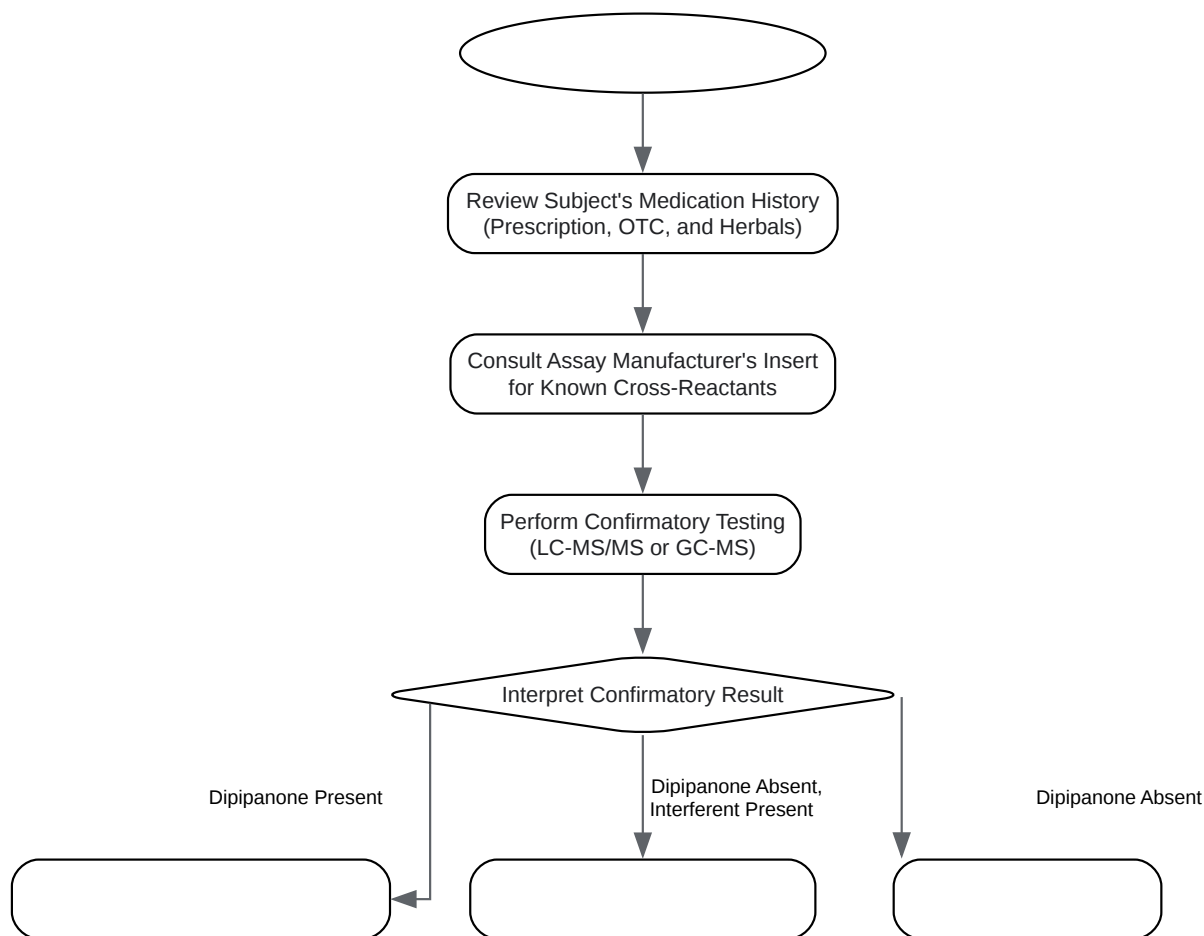 Review Subject's Medication History
(Prescription, OTC, and Herbals)
Consult Assay Manufacturer's Insert
for Known Cross-Reactants
Perform Confirmatory Testing
(LC-MS/MS or GC-MS)
Interpret Confirmatory Result
Dipipanone Present
Dipipanone Absent,
Interferent Present
Dipipanone Absent